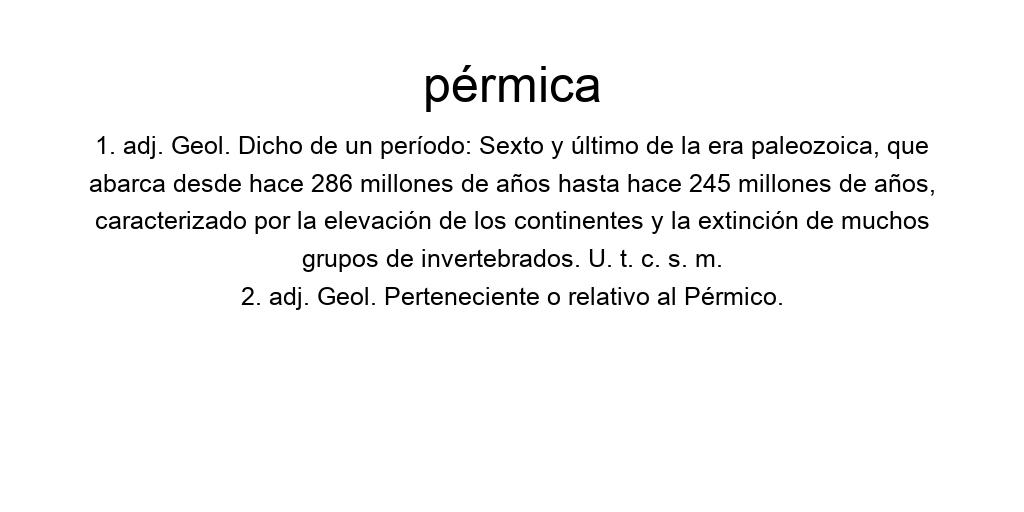 pérmica
1. adj. Geol. Dicho de un período: Sexto y último de la era paleozoica, que
abarca desde hace 286 millones de años hasta hace 245 millones de años,
caracterizado por la elevación de los continentes y la extinción de muchos
grupos de invertebrados. U. t. c. s. m.
2. adj. Geol. Perteneciente o relativo al Pérmico.